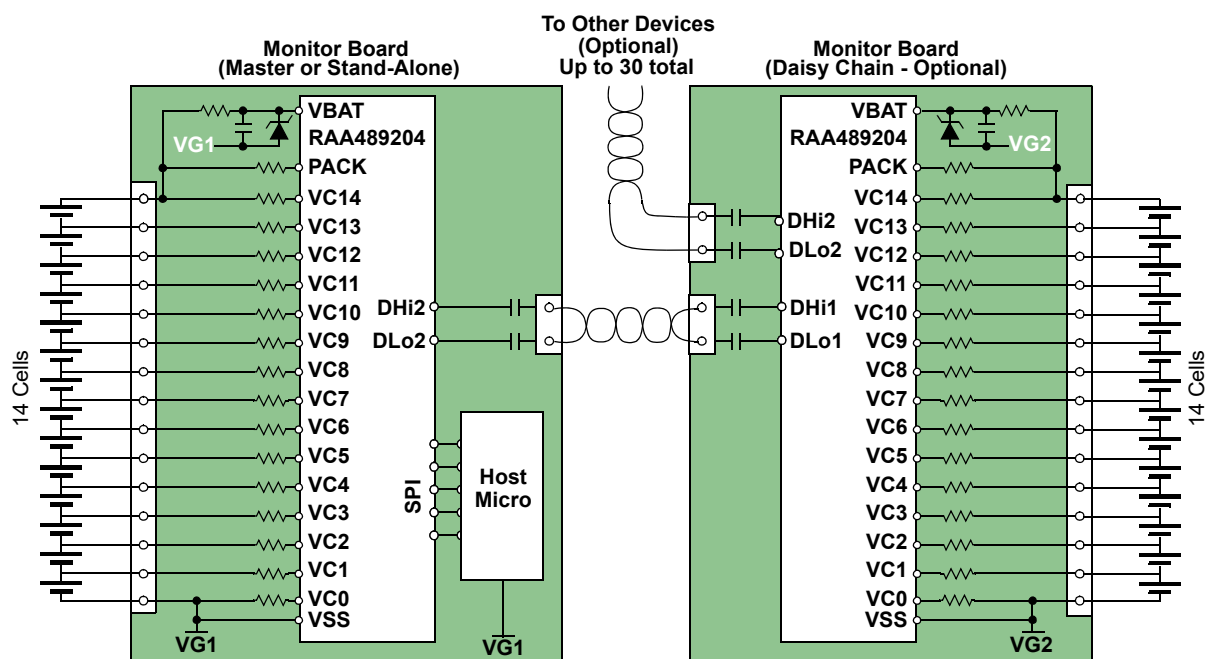 To Other Devices
(Optional)
Up to 30 total
Monitor Board
(Master or Stand-Alone)
Monitor Board
(Daisy Chain - Optional)
VBAT
RAA489204
VG1
PACK
VC14
VC13
VC12
VC11
VC10
VC9
VC8
VC7
VC6
VC5
VC4
VC3
VC2
VC1
VC0
VSS
VG1
14 Cells
DHi2
DLo2
SPI
Host
Micro
VG1
VBAT
RAA489204
VG2
PACK
VC14
VC13
VC12
VC11
VC10
VC9
VC8
VC7
VC6
VC5
VC4
VC3
VC2
VC1
VC0
VSS
VG2
DHi2
DLo2
DHi1
DLo1
14 Cells